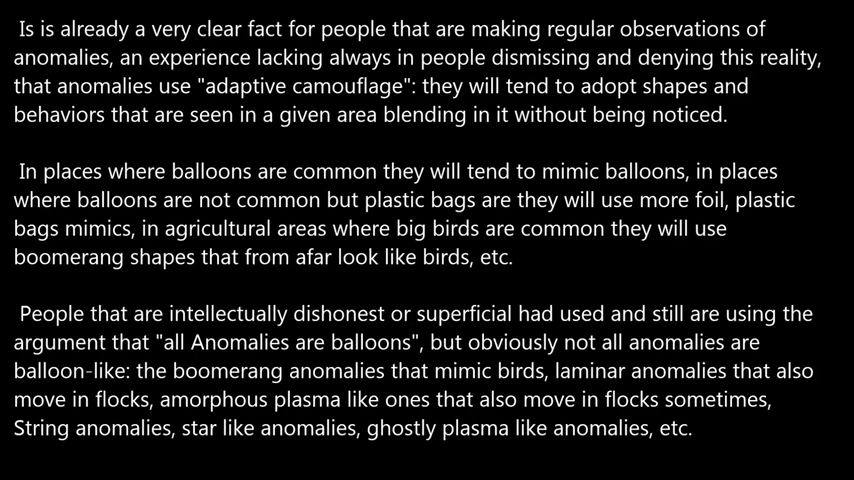 Is is already a very clear fact for people that are making regular observations of
anomalies, an experience lacking always in people dismissing and denying this reality,
that anomalies use "adaptive camouflage": they will tend to adopt shapes and
behaviors that are seen in a given area blending in it without being noticed.
In places where balloons are common they will tend to mimic balloons, in places
where balloons are not common but plastic bags are they will use more foil, plastic
bags mimics, in agricultural areas where big birds are common they will use
boomerang shapes that from afar look like birds, etc.
People that are intellectually dishonest or superficial had used and still are using the
argument that "all Anomalies are balloons", but obviously not all anomalies are
balloon-like: the boomerang anomalies that mimic birds, laminar anomalies that also
move in flocks, amorphous plasma like ones that also move in flocks sometimes,
String anomalies, star like anomalies, ghostly plasma like anomalies, etc.